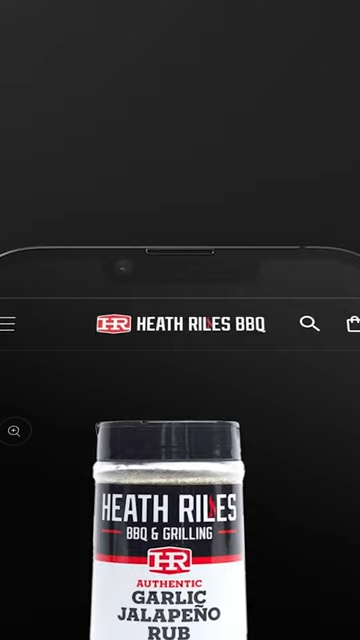 HR HEATH RILES BBQ
HEATH RILES
BBQ & GRILLING
HR
AUTHENTIC
GARLIC
JALAPEÑO
RUB